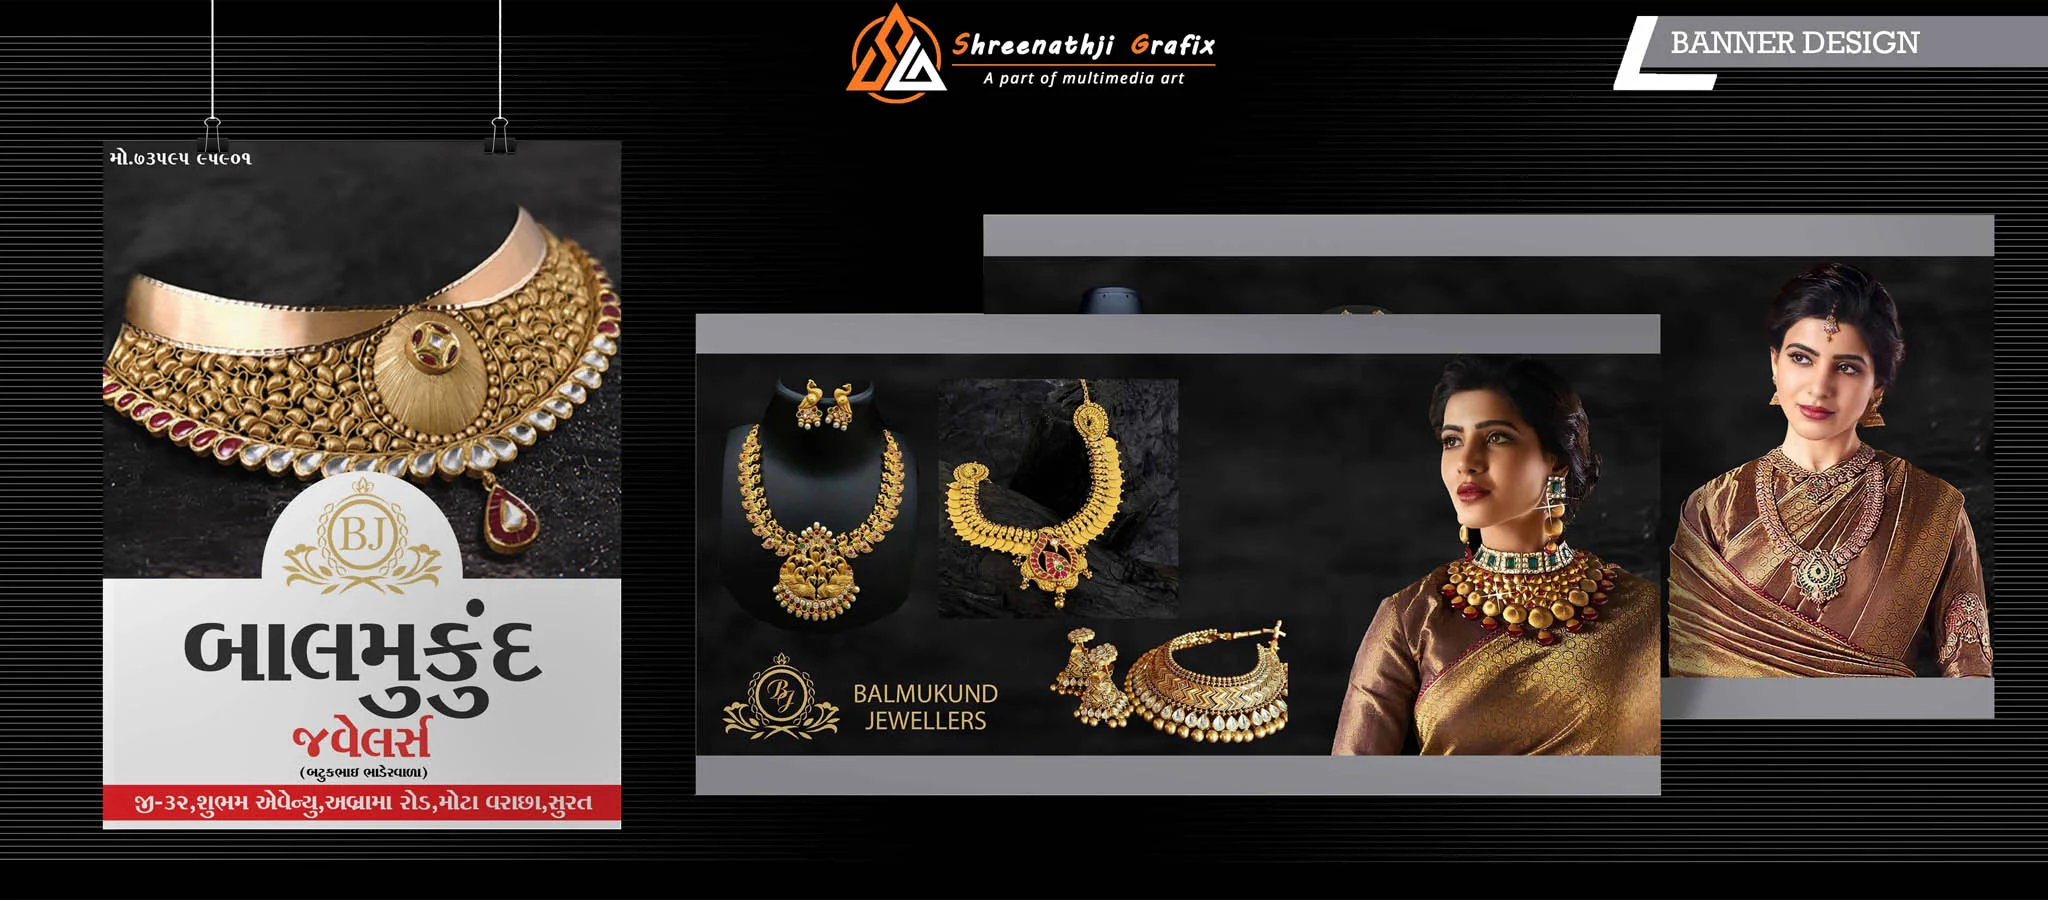 Shreenathji Grafix
A part of multimedia art
BANNER DESIGN
મો.૭૩૫૯૫ ૯૫૯૦૧
BJ
બાલમુકુંદ
જવેલર્સ
(બટુકભાઇ ભાડેરવાળા)
જી-૩૨,શુભમ એવેન્યુ,અબ્રામા રોડ,મોટા વરાછા,સુરત
BJ
BALMUKUND
JEWELLERS